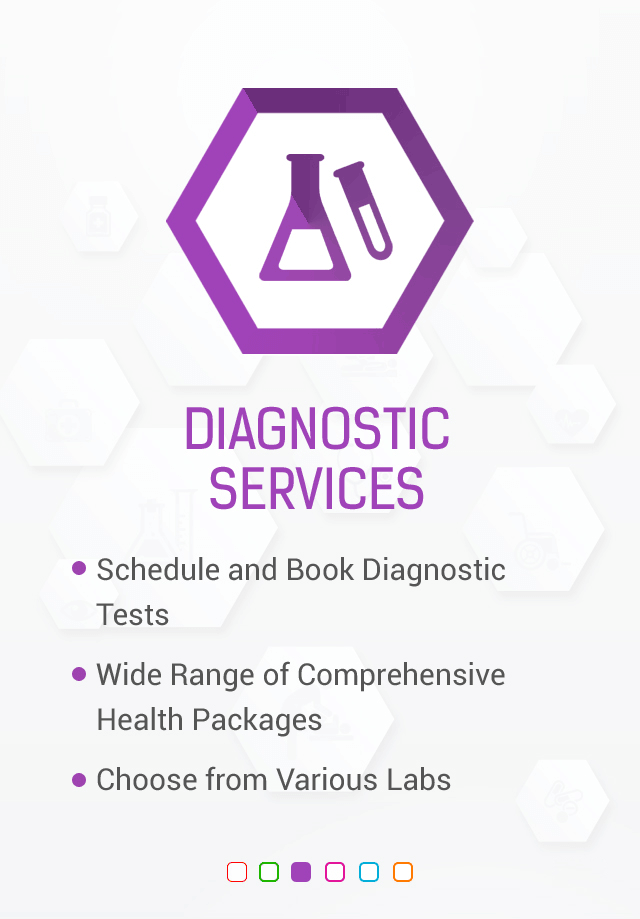 DIAGNOSTIC
SERVICES
Schedule and Book Diagnostic
Tests
Wide Range of Comprehensive
Health Packages
Choose from Various Labs